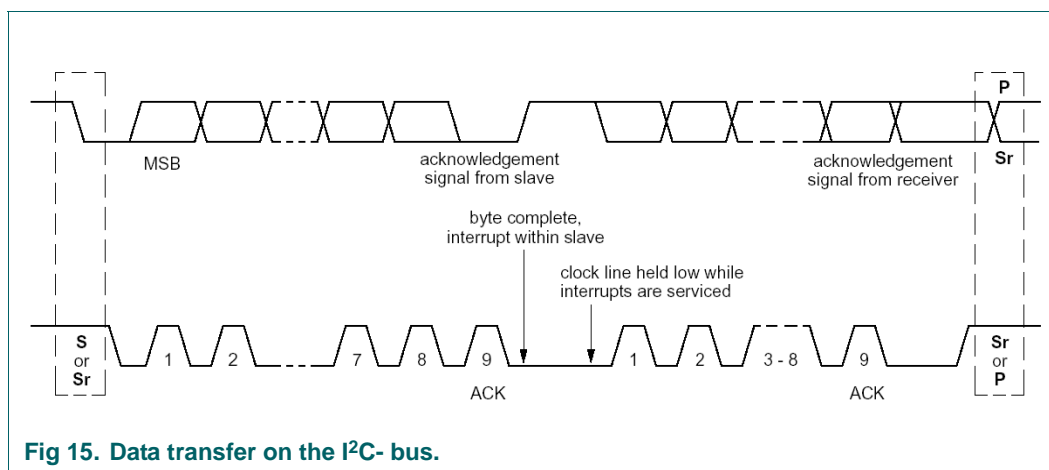 P
MSB
acknowledgement
signal from slave
acknowledgement
signal from receiver
Sr
byte complete,
interrupt within slave
clock line held low while
interrupts are serviced
S
or
Sr
1
2
7
8
9
1
2
3 - 8
9
Sr
or
P
ACK
ACK
Fig 15. Data transfer on the I²C- bus.